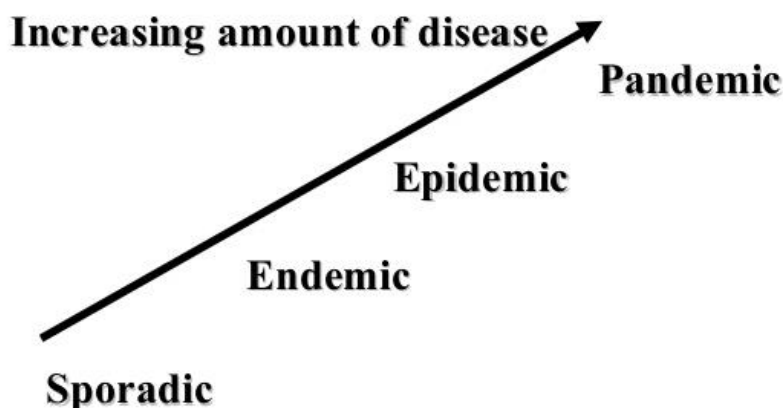 Increasing amount of disease
Pandemic
Epidemic
Endemic
Sporadic